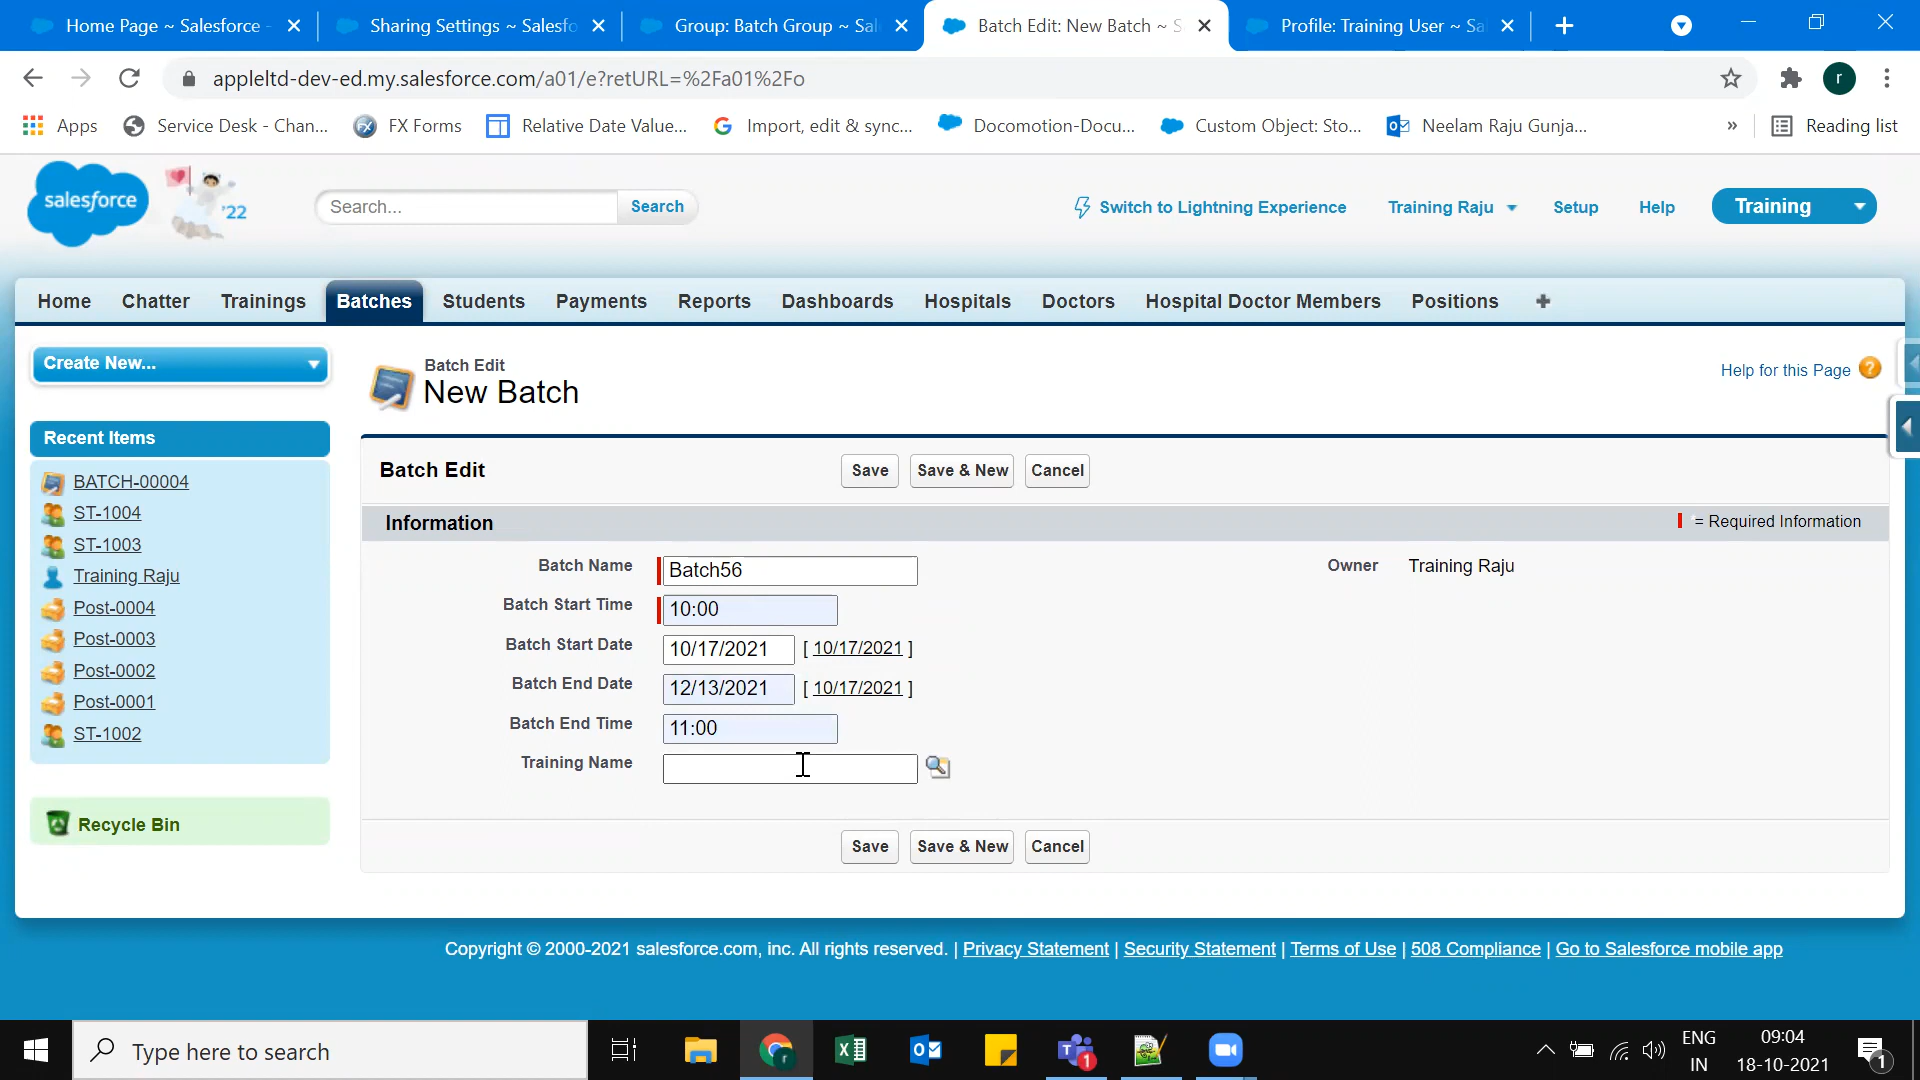 Home Page ~ Salesforce -
Sharing Settings ~ Salesfo
Group: Batch Group ~ Sal
Batch Edit: New Batch ~ S
Profile: Training User ~ Sa
appleltd-dev-ed.my.salesforce.com/a01/e?retURL=%2Fa01%2Fo
r
Apps
Service Desk - Chan...
FX Forms
Relative Date Value...
Import, edit & sync...
Docomotion-Docu...
Custom Object: Sto...
Neelam Raju Gunja...
»
Reading list
salesforce
'22
Search...
Search
Switch to Lightning Experience
Training Raju
Setup
Help
Training
Home
Chatter
Trainings
Batches
Students
Payments
Reports
Dashboards
Hospitals
Doctors
Hospital Doctor Members
Positions
Create New...
Batch Edit
New Batch
Help for this Page
Recent Items
BATCH-00004
ST-1004
ST-1003
Training Raju
Post-0004
Post-0003
Post-0002
Post-0001
ST-1002
Recycle Bin
Batch Edit
Save
Save & New
Cancel
Information
= Required Information
Batch Name
Batch56
Owner
Training Raju
Batch Start Time
10:00
Batch Start Date
10/17/2021
[ 10/17/2021 ]
Batch End Date
12/13/2021
[ 10/17/2021 ]
Batch End Time
11:00
Training Name
Save
Save & New
Cancel
Copyright © 2000-2021 salesforce.com, inc. All rights reserved. | Privacy Statement | Security Statement | Terms of Use | 508 Compliance | Go to Salesforce mobile app
Type here to search
1
ENG
IN
09:04
18-10-2021
1